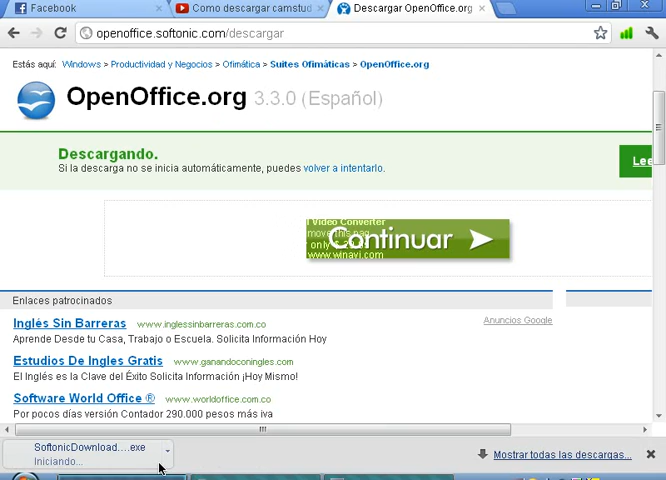 Facebook
Como descargar camstud
Descargar OpenOffice.org
openoffice.softonic.com/descargar
Estás aquí: Windows > Productividad y Negocios > Ofimática > Suites Ofimáticas > OpenOffice.org
OpenOffice.org 3.3.0 (Español)
Descargando.
Si la descarga no se inicia automáticamente, puedes volver a intentarlo.
Lee
l Video Converter
Continuar
www.winavi.com
Enlaces patrocinados
Anuncios Google
Inglés Sin Barreras www.inglessinbarreras.com.co
Aprende Desde tu Casa, Trabajo o Escuela. Solicita Información Hoy
Estudios De Ingles Gratis www.ganandoconingles.com
El Inglés es la Clave del Éxito Solicita Información ¡Hoy Mismo!
Software World Office ® www.worldoffice.com.co
Por pocos días versión Contador 290.000 pesos más iva
SoftonicDownload....exe
Iniciando...
Mostrar todas las descargas...